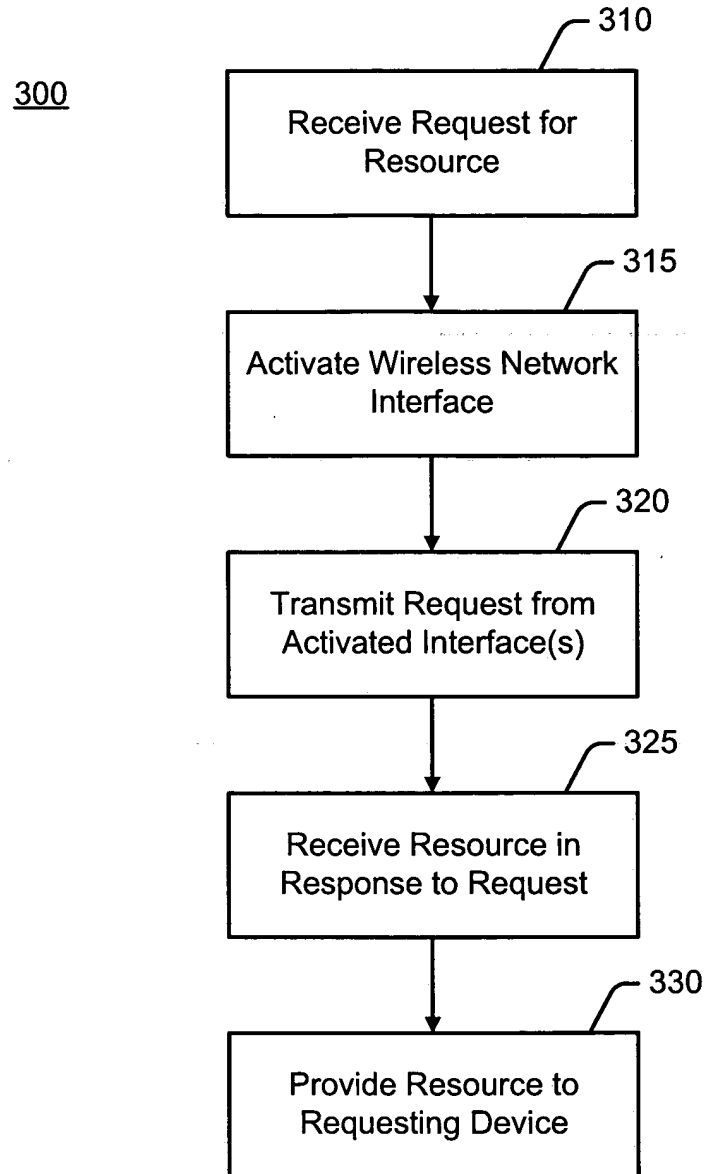 310
300
Receive Request for
Resource
315
Activate Wireless Network
Interface
320
Transmit Request from
Activated Interface(s)
325
Receive Resource in
Response to Request
330
Provide Resource to
Requesting Device